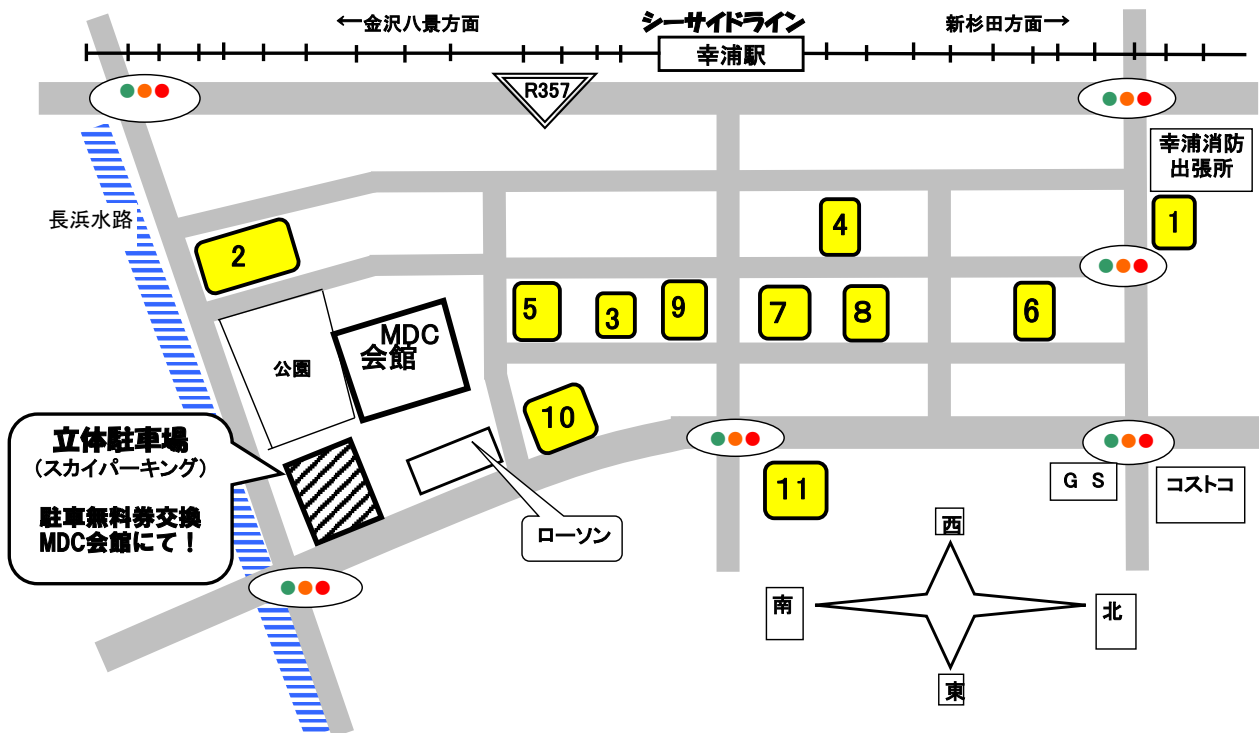 ←金沢八景方面
シーサイドライン
新杉田方面→
幸浦駅
R357
幸浦消防
出張所
長浜水路
1
4
2
5
3
9
7
8
6
MDC
会館
公園
10
立体駐車場
(スカイパーキング)
駐車無料券交換
MDC会館にて！
11
GS
コストコ
ローソン
西
南
北
東